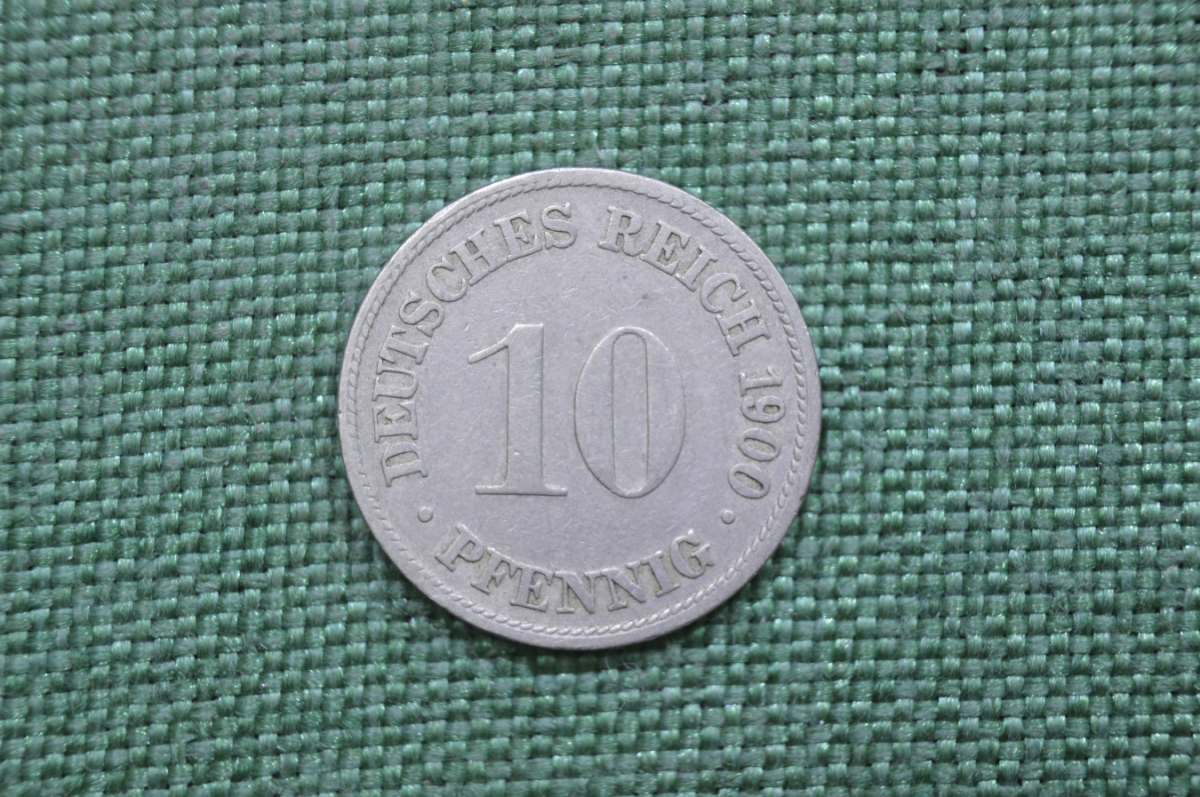 DEUTSCHES REICH 1900
10
• PFENNIG •